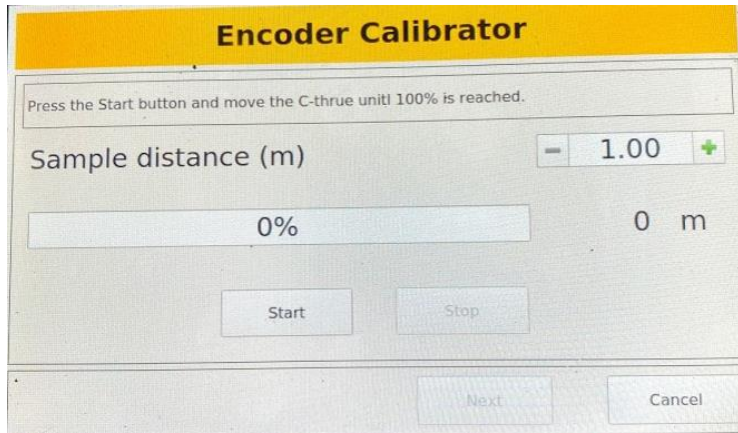 Encoder Calibrator
Press the Start button and move the C-thrue unitl 100% is reached.
Sample distance (m) 1.00
0% 0 m
Start Stop
Next Cancel